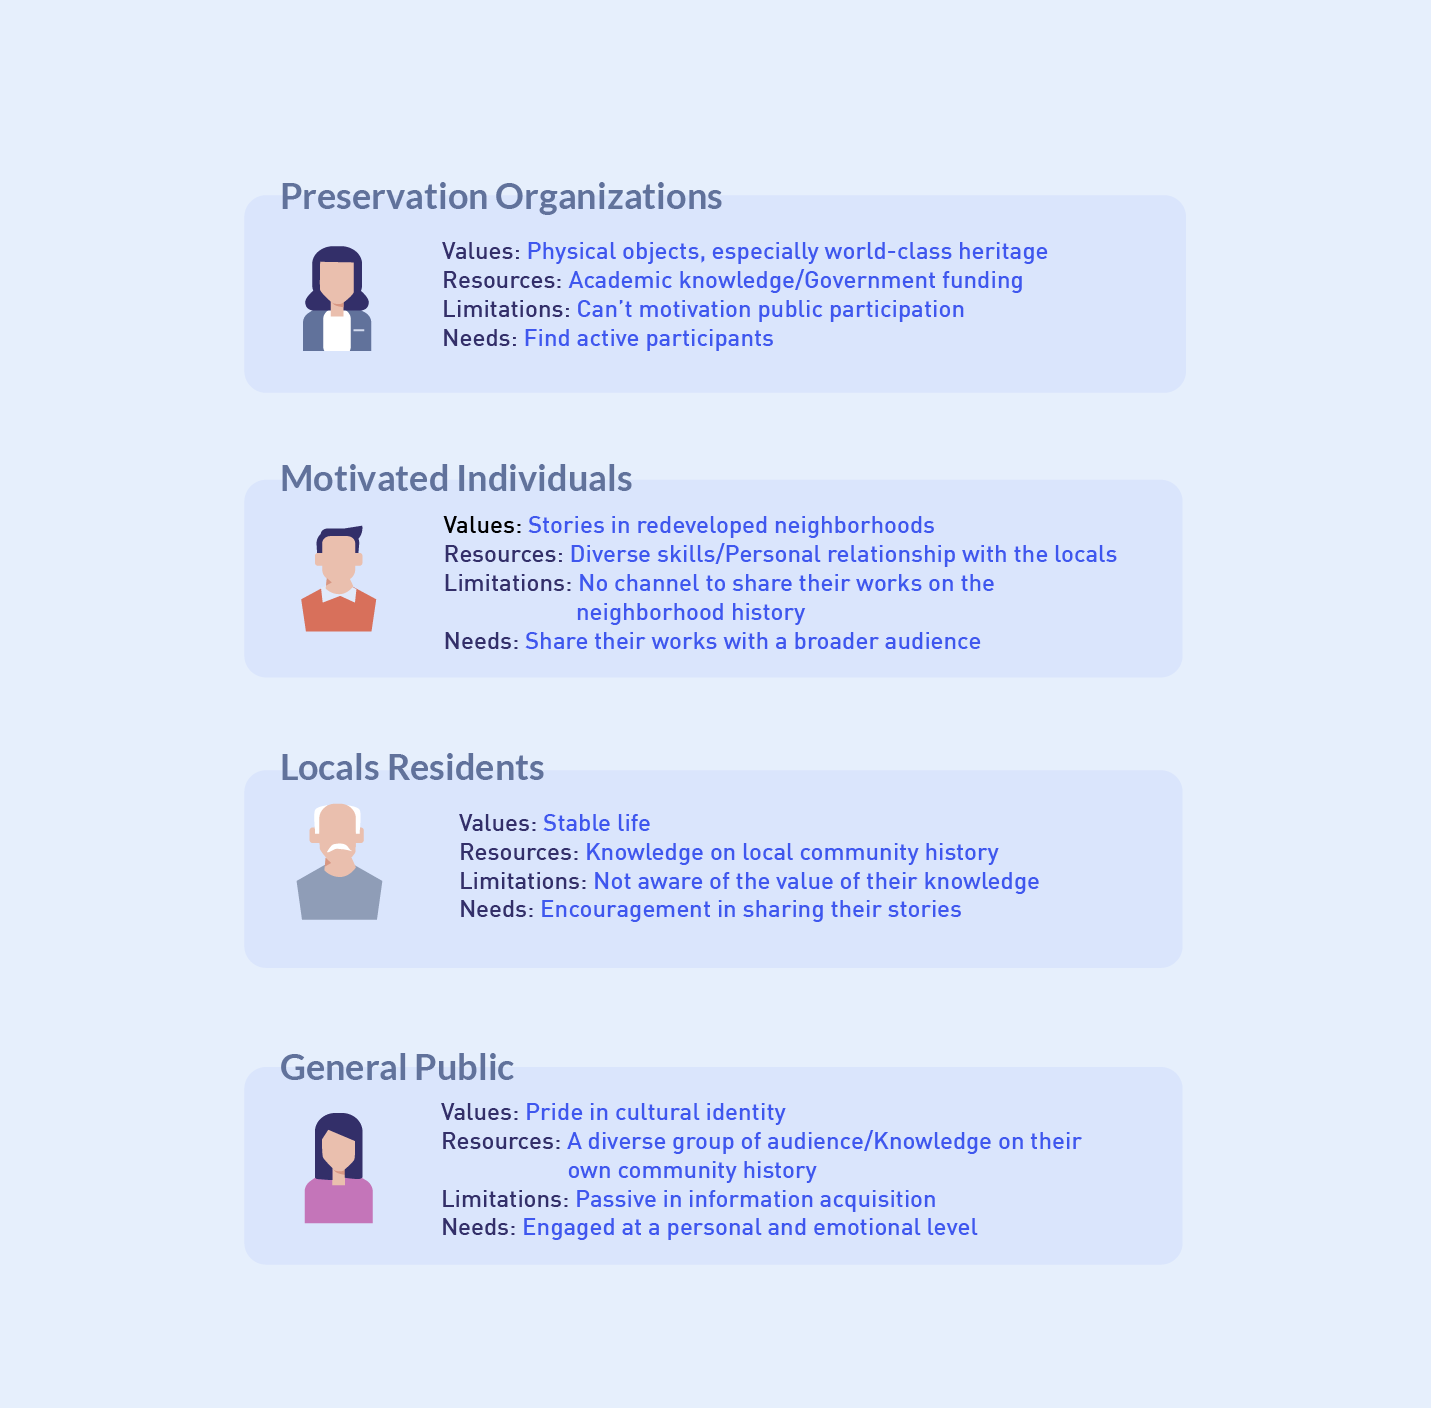 Preservation Organizations
Values: Physical objects, especially world-class heritage
Resources: Academic knowledge/Government funding
Limitations: Can’t motivation public participation
Needs: Find active participants
Motivated Individuals
Values: Stories in redeveloped neighborhoods
Resources: Diverse skills/Personal relationship with the locals
Limitations: No channel to share their works on the
neighborhood history
Needs: Share their works with a broader audience
Locals Residents
Values: Stable life
Resources: Knowledge on local community history
Limitations: Not aware of the value of their knowledge
Needs: Encouragement in sharing their stories
General Public
Values: Pride in cultural identity
Resources: A diverse group of audience/Knowledge on their
own community history
Limitations: Passive in information acquisition
Needs: Engaged at a personal and emotional level